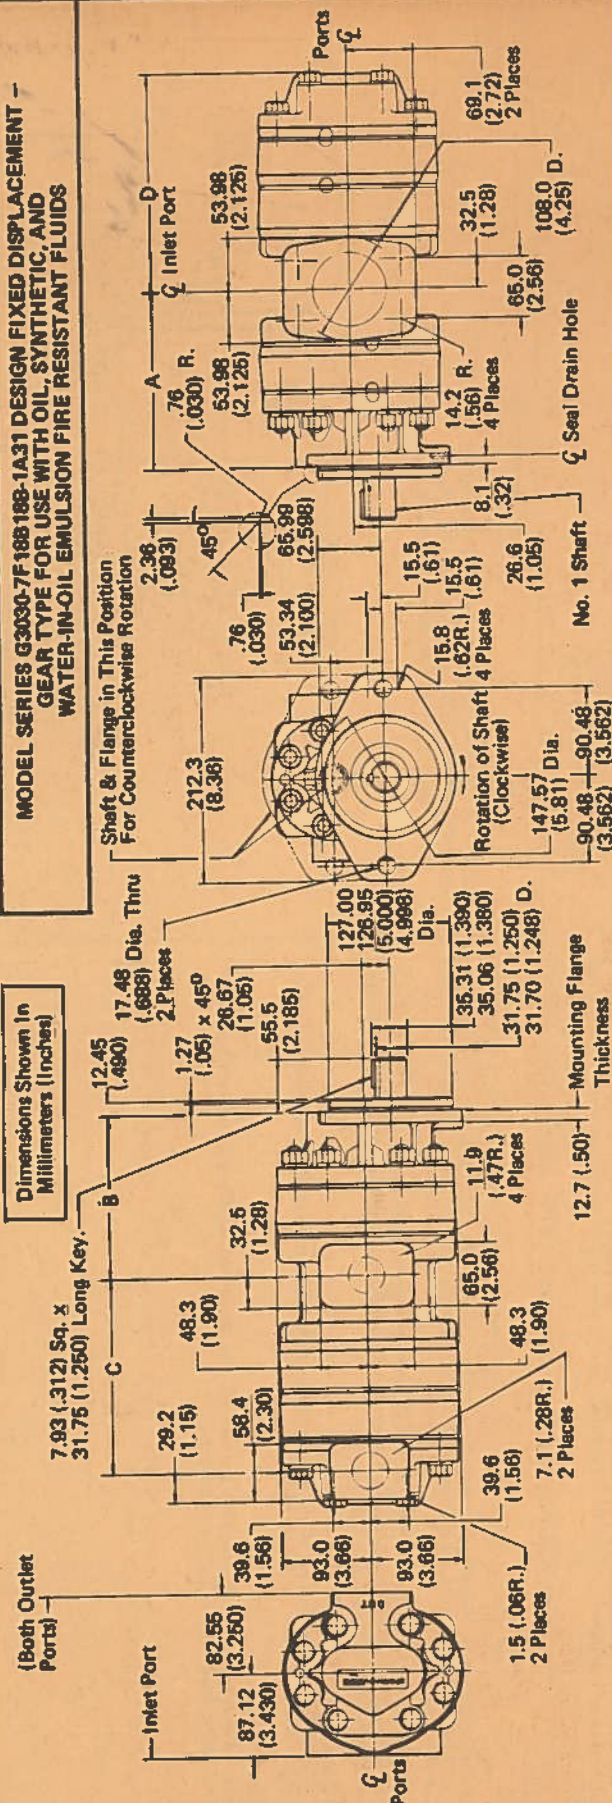 MODEL SERIES G3030-7F18B18B-1A31 DESIGN FIXED DISPLACEMENT –
GEAR TYPE FOR USE WITH OIL, SYNTHETIC, AND
WATER-IN-OIL EMULSION FIRE RESISTANT FLUIDS
Dimensions Shown In
Millimeters (Inches)
(Both Outlet
Ports)
Inlet Port
82.55
(3.250)
87.12
(3.430)
℄
Ports
7.93 (.312) Sq. x
31.75 (1.250) Long Key.
C
B
29.2
(1.15)
58.4
(2.30)
48.3
(1.90)
32.5
(1.28)
12.45
(.490)
1.27
(.05) x 45°
17.48 Dia. Thru
(.688)
2 Places
26.67
(1.05)
55.5
(2.185)
127.00
126.95
(5.000)
(4.998)
Dia.
35.31 (1.390)
35.06 (1.380)
31.75 (1.250) D.
31.70 (1.248)
Mounting Flange
Thickness
12.7 (.50)
11.9
(.47R.)
4 Places
65.0
(2.56)
48.3
(1.90)
7.1 (.28R.)
2 Places
39.6
(1.56)
39.6
(1.56)
93.0
(3.66)
93.0
(3.66)
1.5 (.06R.)
2 Places
Shaft & Flange in This Position
For Counterclockwise Rotation
212.3
(8.36)
Rotation of Shaft
(Clockwise)
147.57
(5.81) Dia.
90.48
(3.562)
90.48
(3.562)
15.8
(.62R.)
4 Places
15.5
(.61)
15.5
(.61)
53.34
(2.100)
65.99
(2.598)
.76
(.030)
2.36
(.093)
45°
.76
(.030) R.
A
D
℄ Inlet Port
53.98
(2.125)
53.98
(2.125)
Ports
℄
69.1
(2.72)
2 Places
32.5
(1.28)
108.0 D.
(4.25)
65.0
(2.56)
14.2
(.56) R.
4 Places
℄ Seal Drain Hole
8.1
(.32)
26.6
(1.05)
No. 1 Shaft